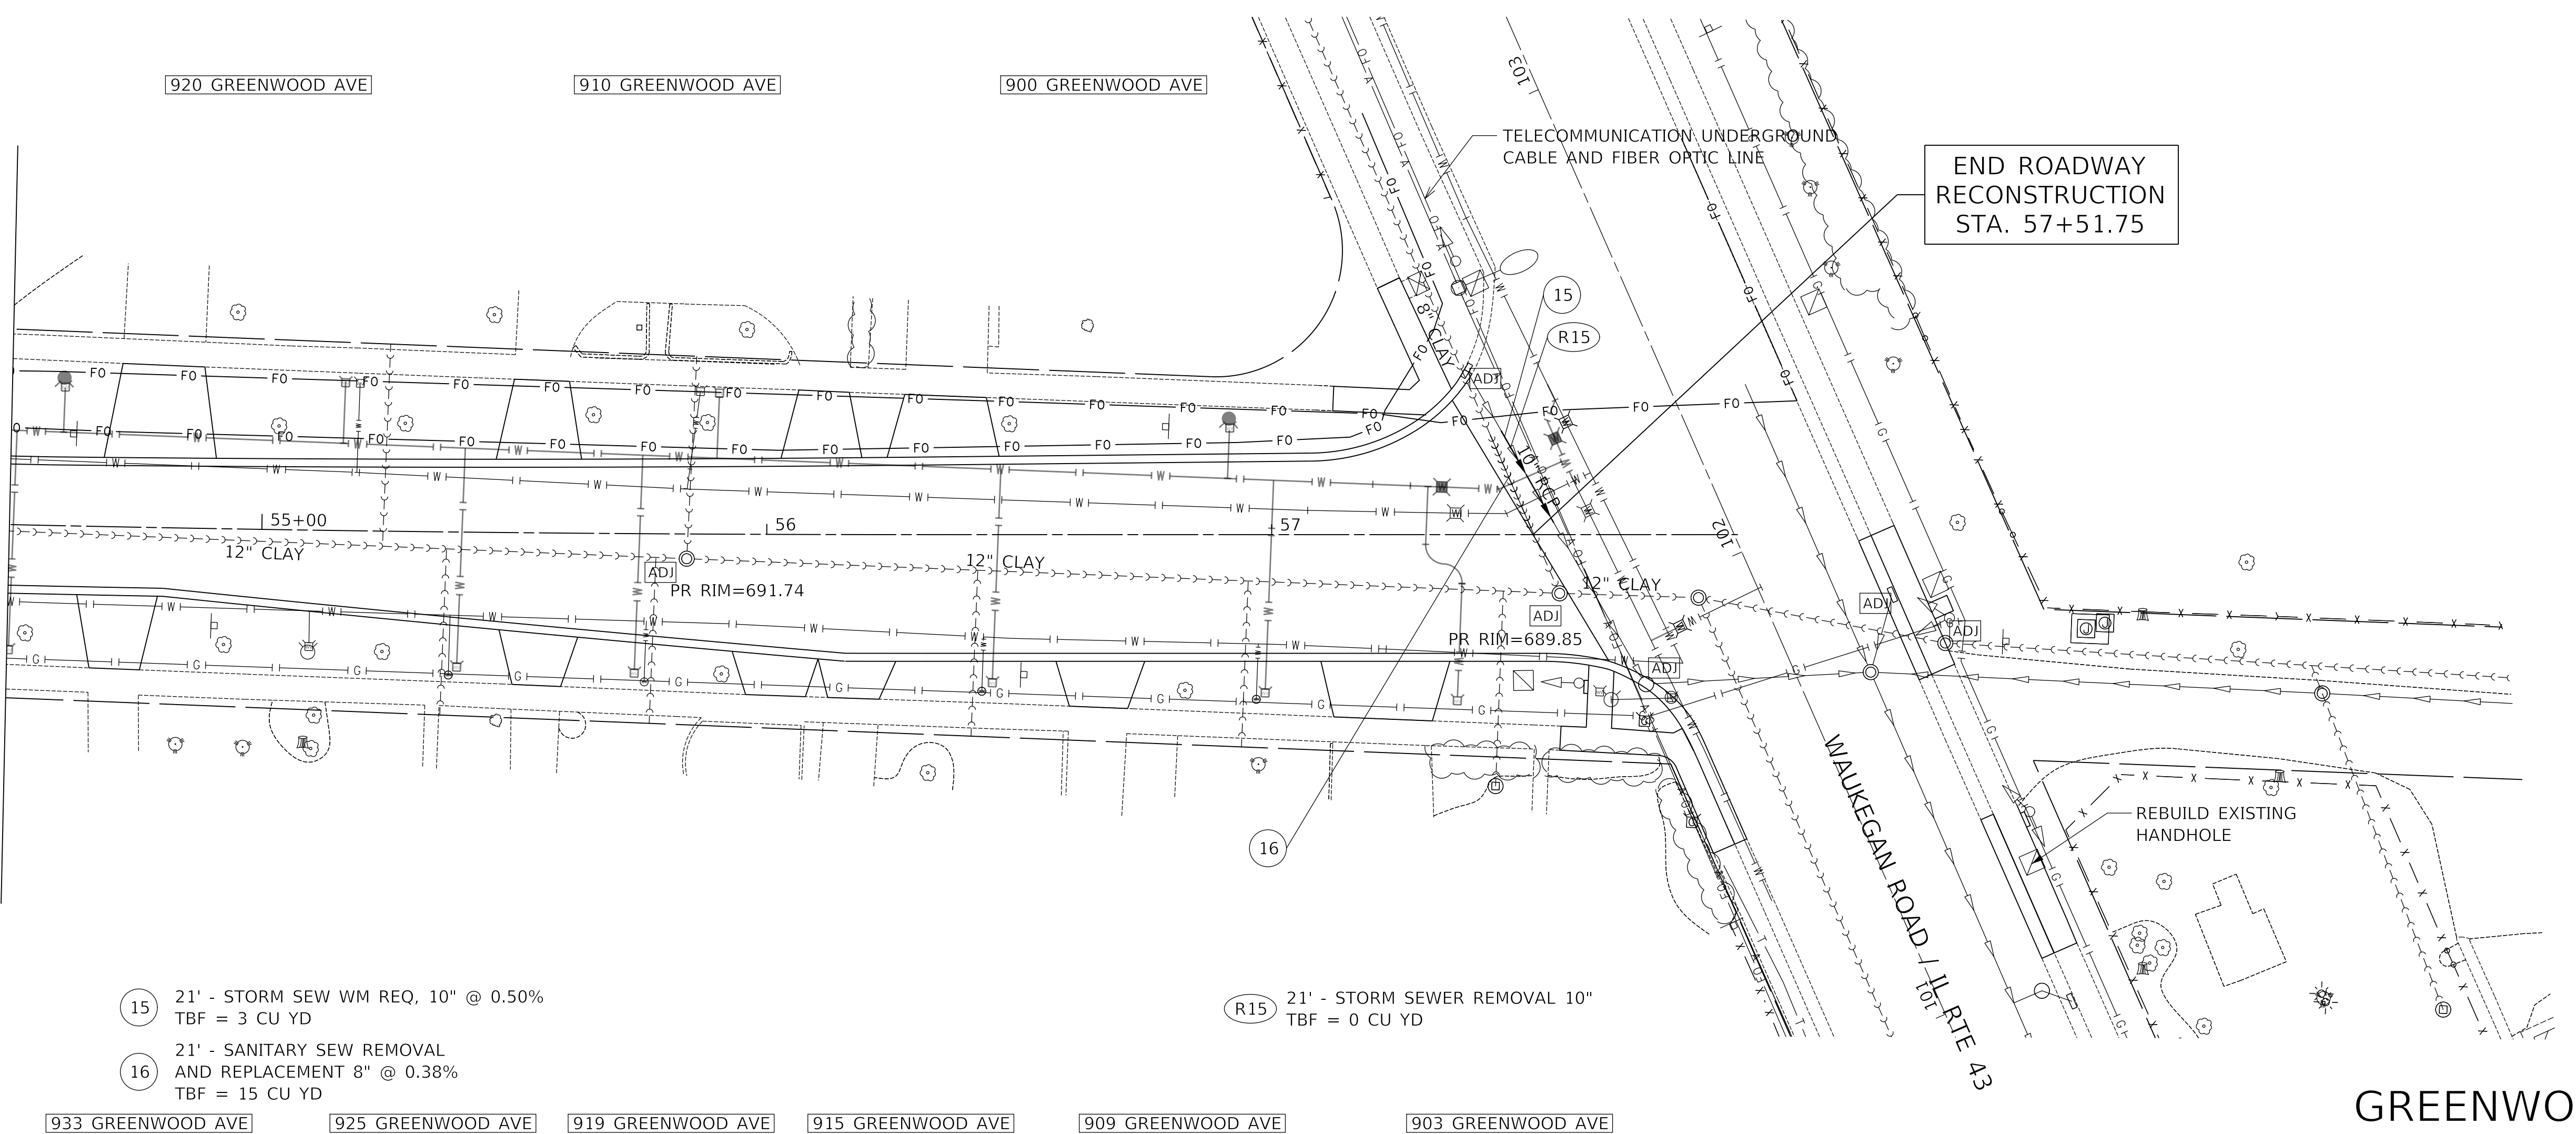 920 GREENWOOD AVE
910 GREENWOOD AVE
900 GREENWOOD AVE
103
TELECOMMUNICATION UNDERGROUND
CABLE AND FIBER OPTIC LINE
END ROADWAY
RECONSTRUCTION
STA. 57+51.75
15
R15
8" CLAY
ADJ
10" RCP
55+00
56
57
102
12" CLAY
12" CLAY
12" CLAY
ADJ
PR RIM=691.74
ADJ
PR RIM=689.85
ADJ
ADJ
ADJ
WAUKEGAN ROAD / IL RTE 43
101
REBUILD EXISTING
HANDHOLE
16
15
21' - STORM SEW WM REQ, 10" @ 0.50%
TBF = 3 CU YD
R15
21' - STORM SEWER REMOVAL 10"
TBF = 0 CU YD
16
21' - SANITARY SEW REMOVAL
AND REPLACEMENT 8" @ 0.38%
TBF = 15 CU YD
933 GREENWOOD AVE
925 GREENWOOD AVE
919 GREENWOOD AVE
915 GREENWOOD AVE
909 GREENWOOD AVE
903 GREENWOOD AVE
GREENWO